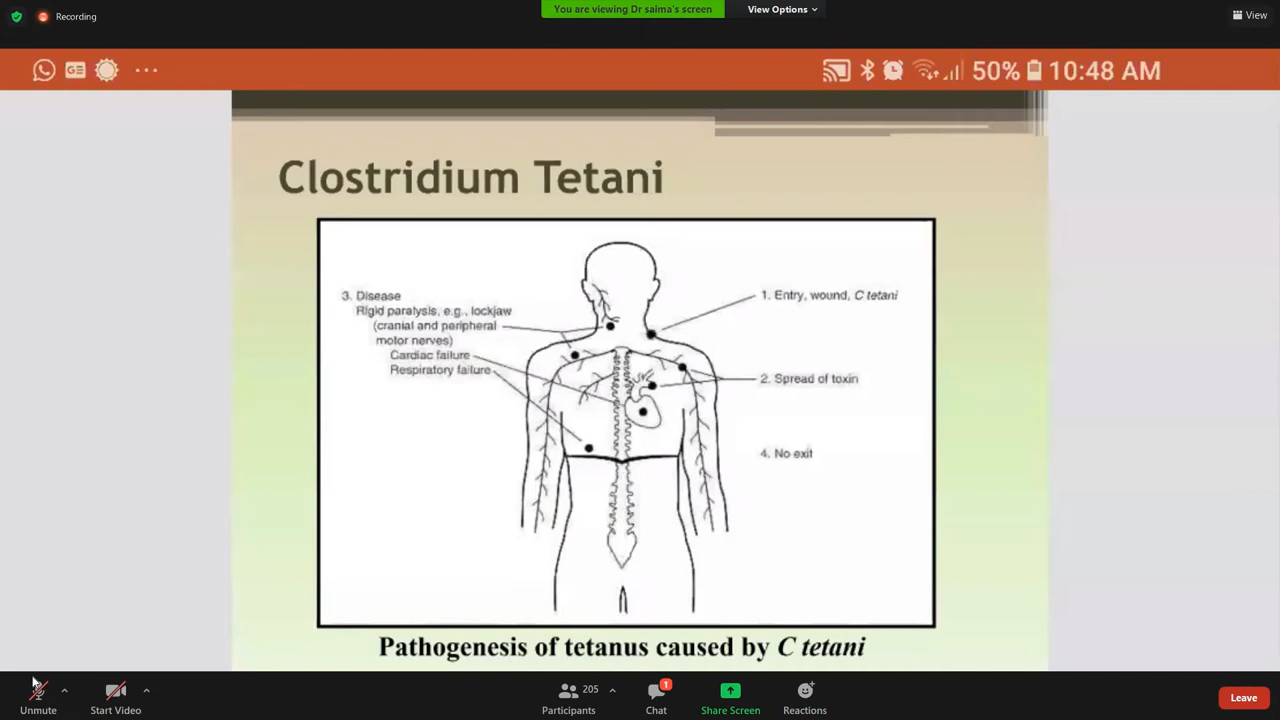 Recording
You are viewing Dr saima's screen
View Options
View
GE
50%
10:48 AM
Clostridium Tetani
3. Disease
Rigid paralysis, e.g., lockjaw
(cranial and peripheral
motor nerves)
Cardiac failure
Respiratory failure
1. Entry, wound, C tetani
2. Spread of toxin
4. No exit
Pathogenesis of tetanus caused by C tetani
Unmute
Start Video
205
Participants
1
Chat
Share Screen
Reactions
Leave